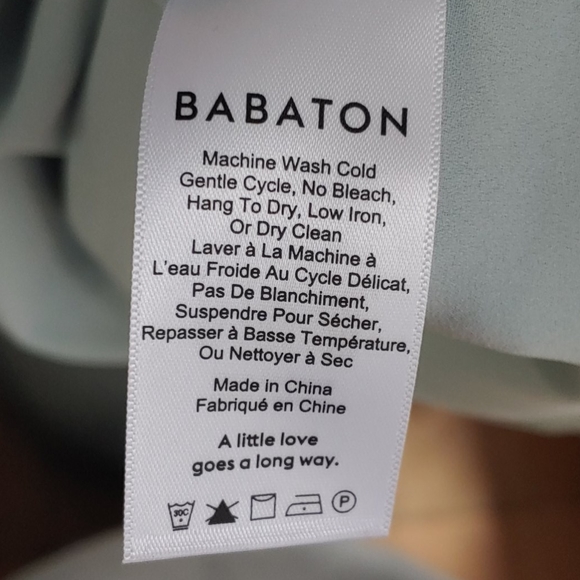 BABATON
Machine Wash Cold
Gentle Cycle, No Bleach,
Hang To Dry, Low Iron,
Or Dry Clean
Laver à La Machine à
L'eau Froide Au Cycle Délicat,
Pas De Blanchiment,
Suspendre Pour Sécher,
Repasser à Basse Température,
Ou Nettoyer à Sec
Made in China
Fabriqué en Chine
A little love
goes a long way.
30C P